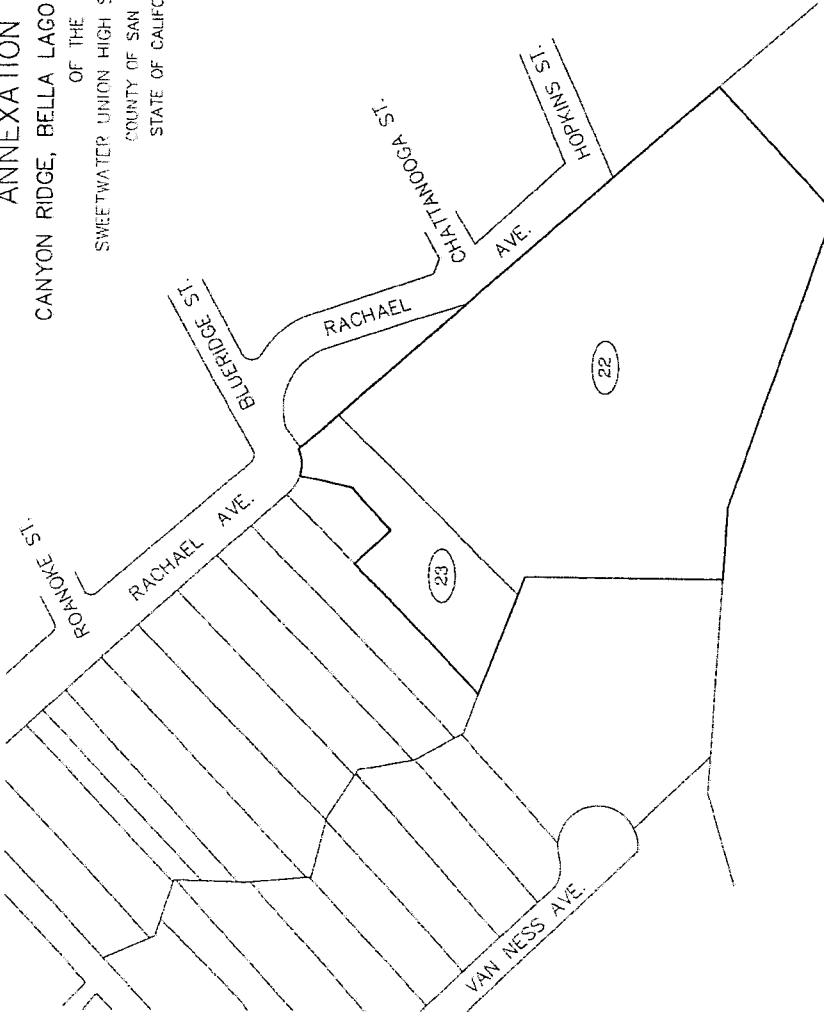 ANNEXATION
CANYON RIDGE, BELLA LAGO
OF THE
SWEETWATER UNION HIGH
COUNTY OF SAN
STATE OF
ROANOKE ST.
RACHAEL AVE.
BLUERIDGE ST.
RACHAEL AVE.
CHATTANOOGA ST.
HOPKINS ST.
22
23
VAN NESS AVE.